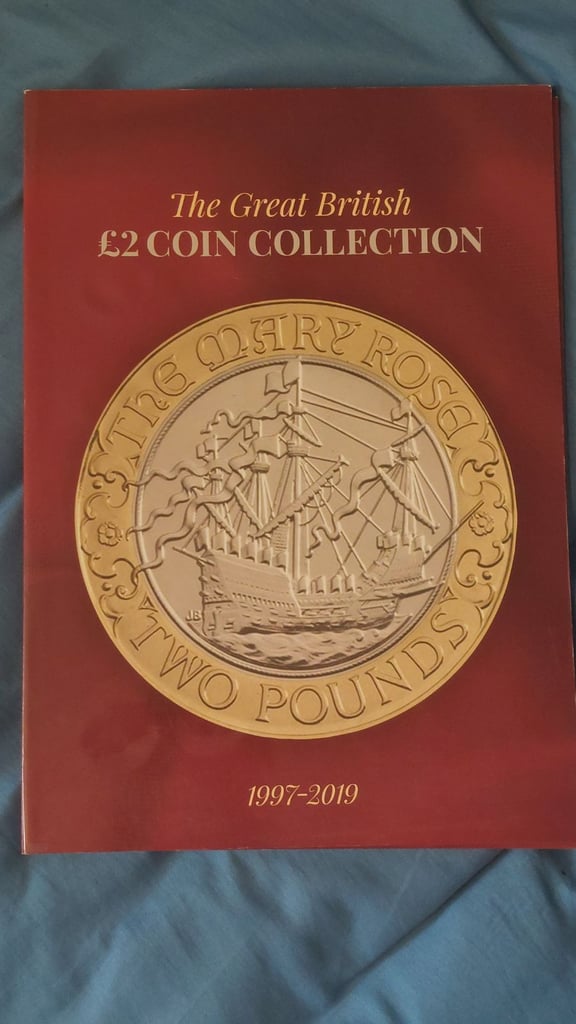 The Great British
£2 COIN COLLECTION
THE MARY ROSE
JB
TWO POUNDS
1997-2019